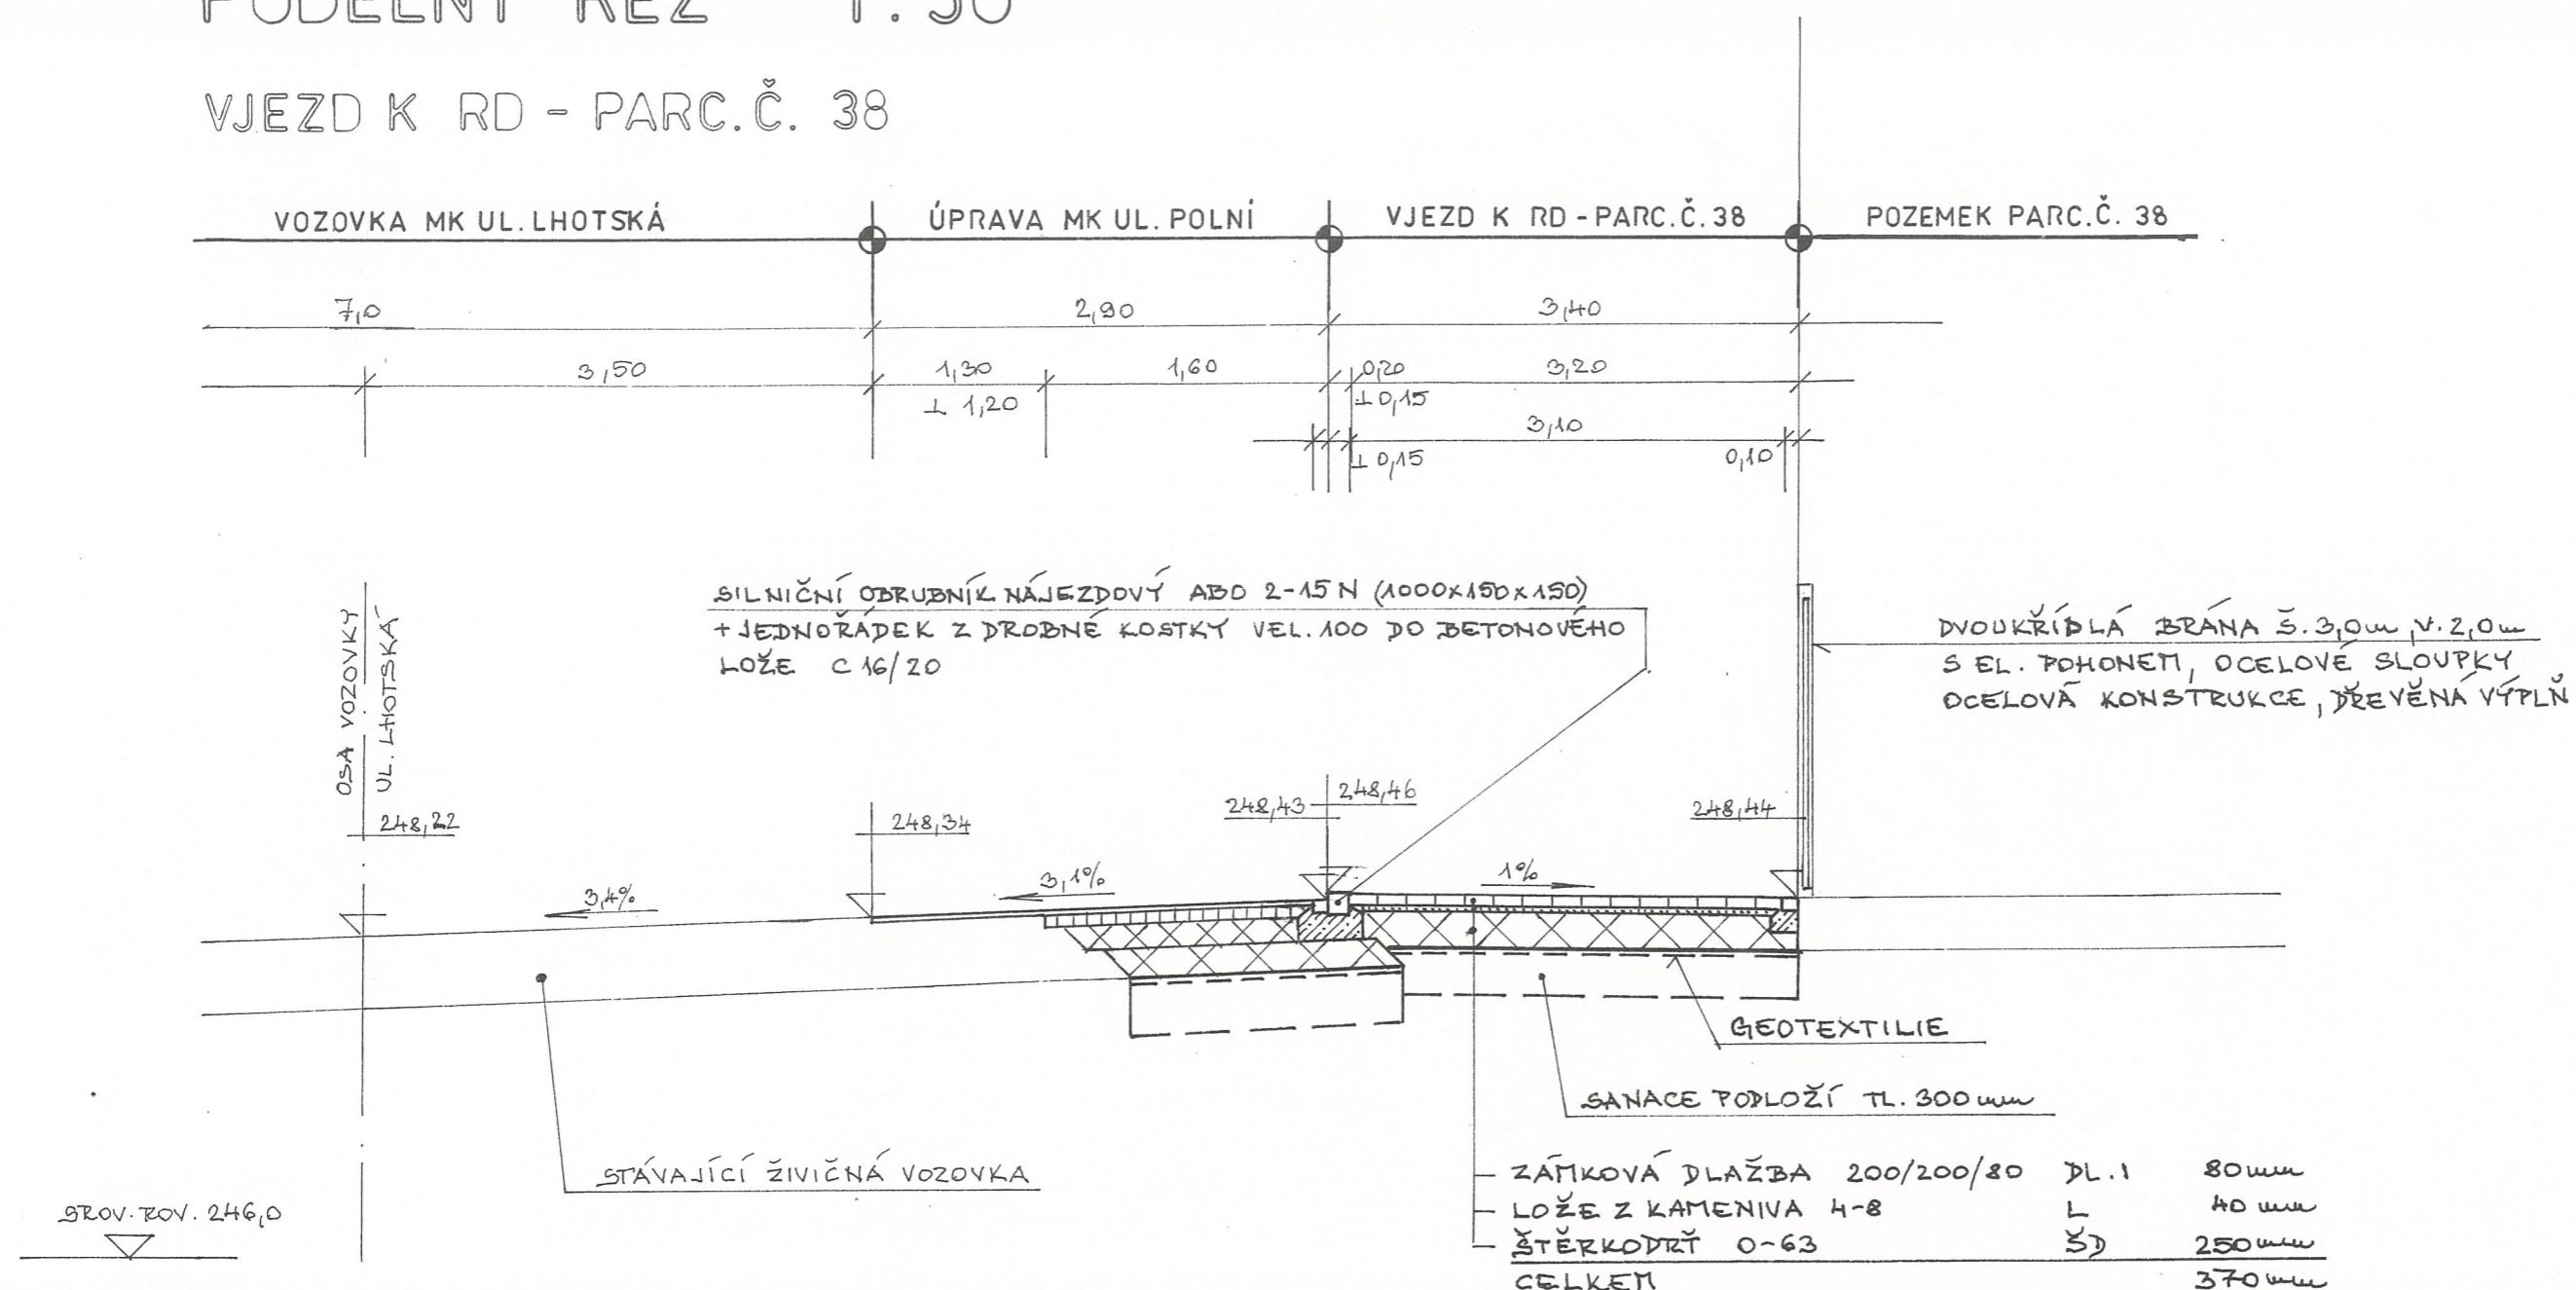 PODÉLNÝ ŘEZ 1:50
VJEZD K RD - PARC.Č. 38
VOZOVKA MK UL. LHOTSKÁ
ÚPRAVA MK UL. POLNÍ
VJEZD K RD - PARC.Č. 38
POZEMEK PARC.Č. 38
7,0
2,90
3,40
3,50
1,30
1,60
0,20
3,20
⊥ 1,20
⊥ 0,15
3,10
⊥ 0,15
0,10
SILNIČNÍ OBRUBNÍK NÁJEZDOVÝ ABO 2-15 N (1000x150x150)
+ JEDNOŘÁDEK Z DROBNÉ KOSTKY VEL. 100 DO BETONOVÉHO
LOŽE C 16/20
DVOUKŘÍDLÁ BRÁNA Š. 3,0m, V. 2,0m
S EL. POHONEM, OCELOVÉ SLOUPKY
OCELOVÁ KONSTRUKCE, DŘEVĚNÁ VÝPLŇ
OSA VOZOVKY
UL. LHOTSKÁ
248,22
248,34
248,43
248,46
248,44
3,4%
3,1%
1%
GEOTEXTILIE
SANACE PODLOŽÍ TL. 300 mm
STÁVAJÍCÍ ŽIVIČNÁ VOZOVKA
SROV. ROV. 246,0
ZÁMKOVÁ DLAŽBA 200/200/80 DL. I 80 mm
LOŽE Z KAMENIVA 4-8 L 40 mm
ŠTĚRKODRŤ 0-63 ŠD 250 mm
CELKEM 370 mm